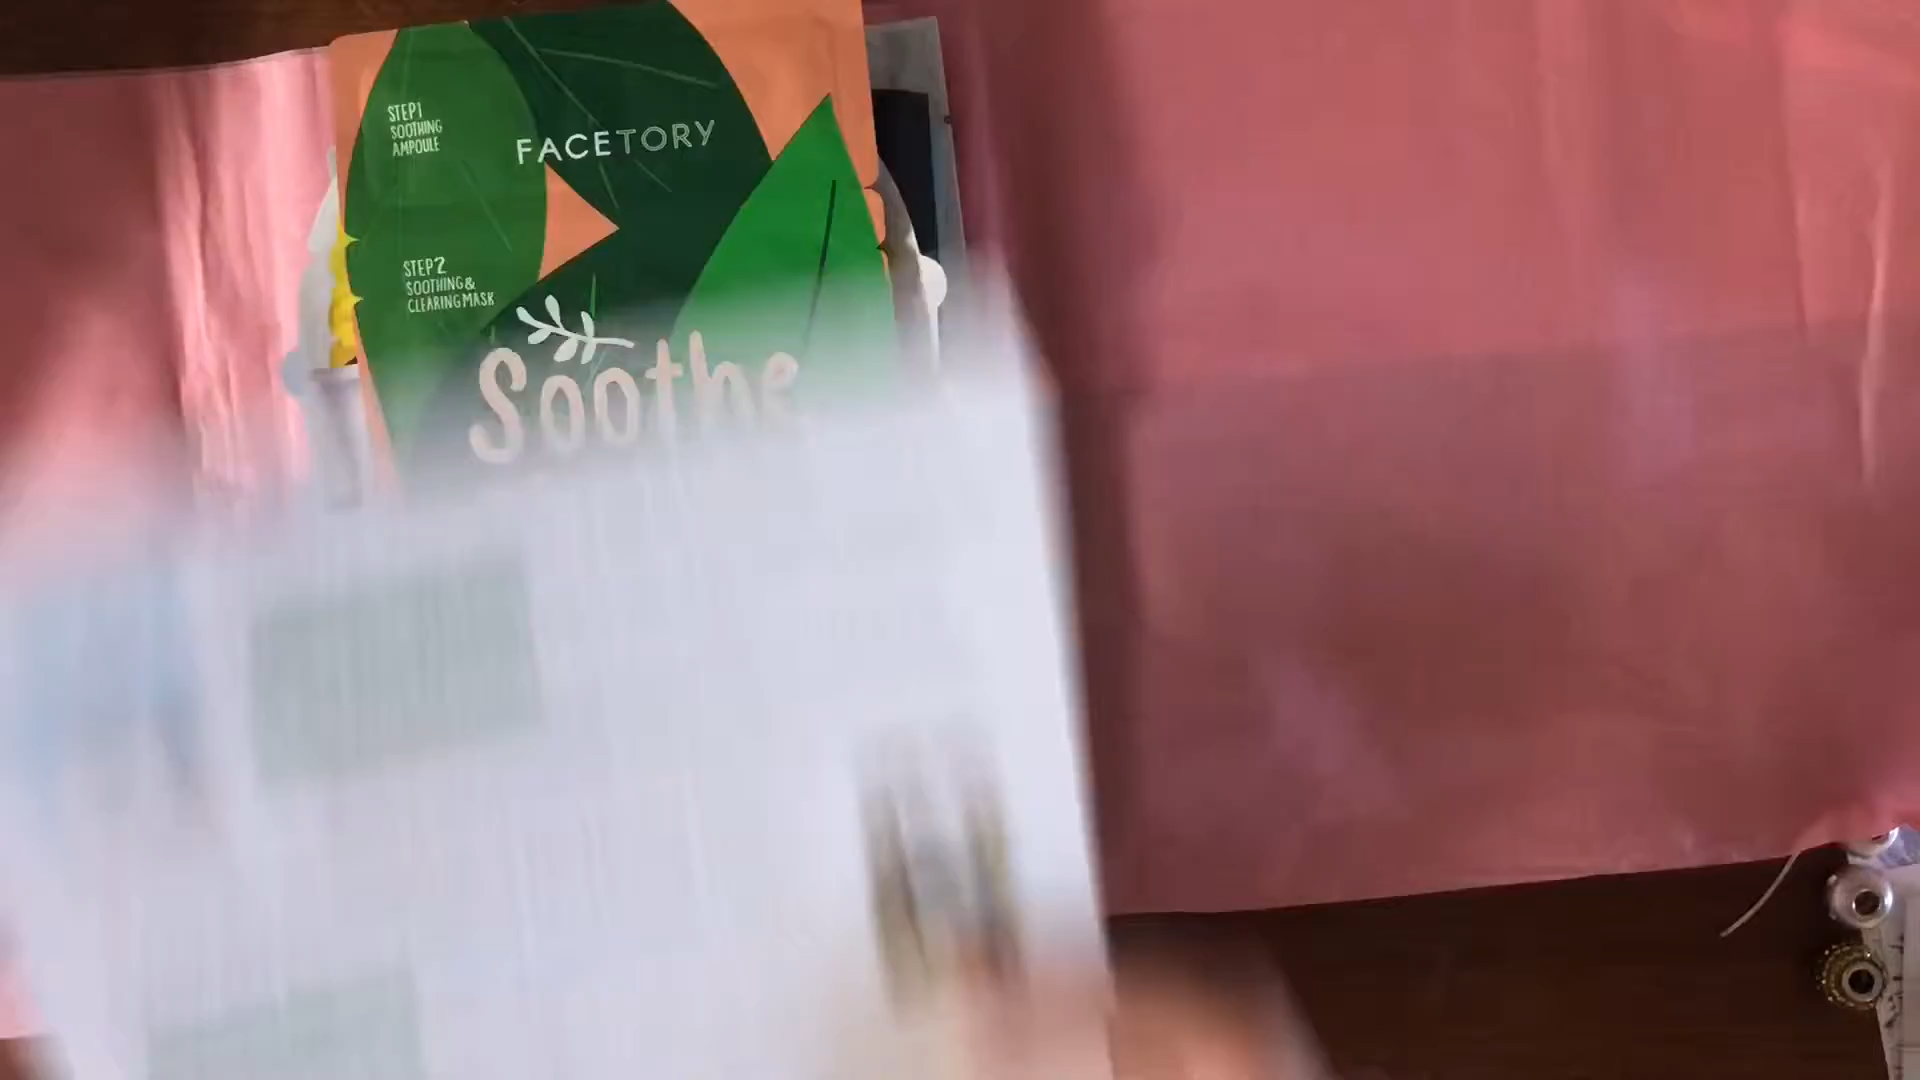 STEP1
SOOTHING
AMPOULE
FACETORY
STEP2
SOOTHING &
CLEARING MASK
Soothe